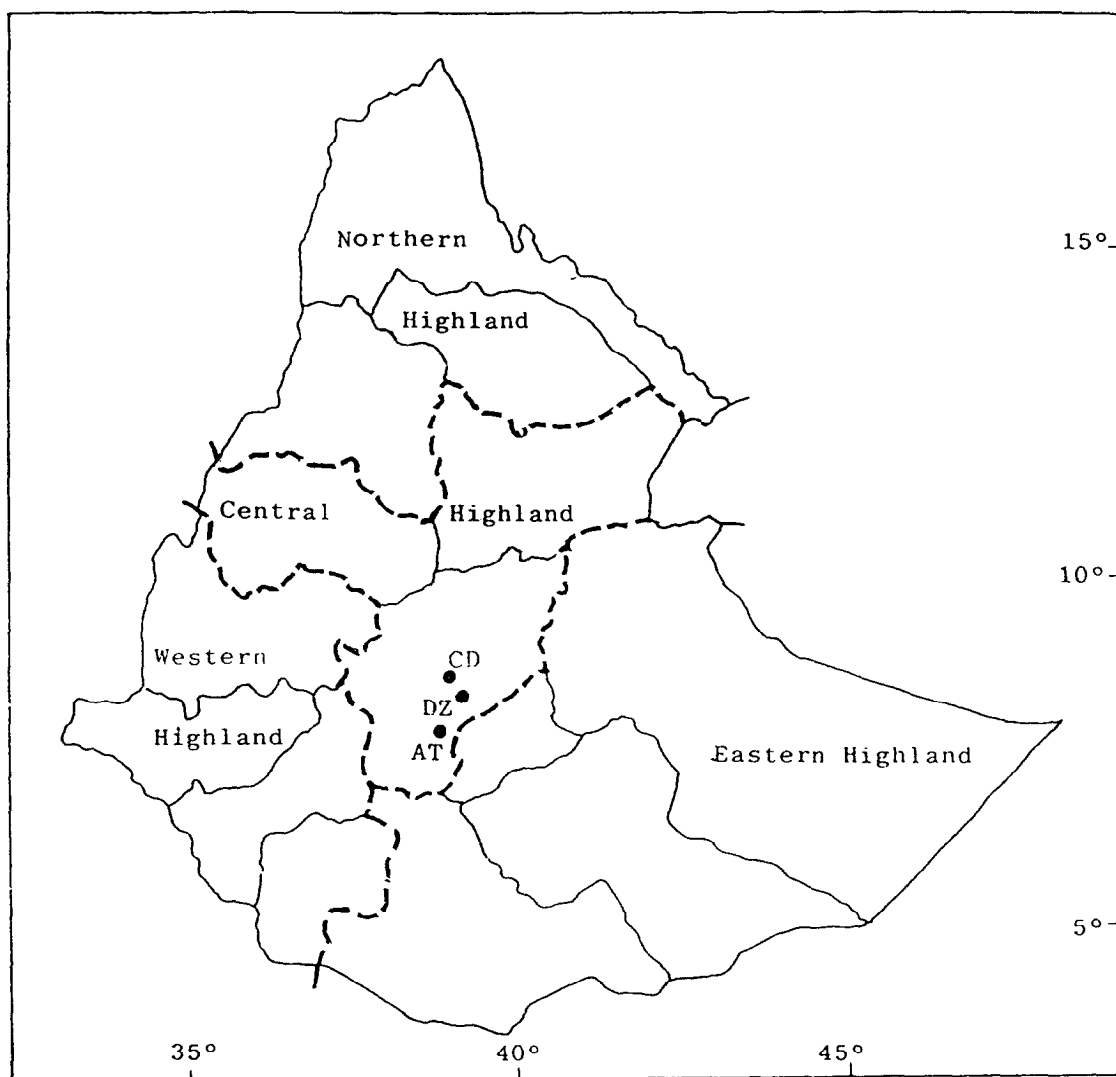 Northern
15°
Highland
Central
Highland
10°
Western
CD
DZ
Highland
AT
Eastern Highland
5°
35°
40°
45°